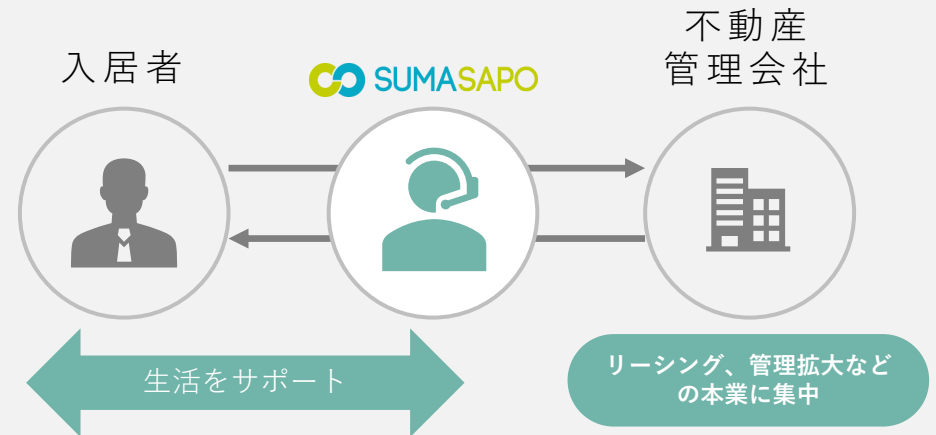 入居者
SUMASAPO
不動産
管理会社
生活をサポート
リーシング、管理拡大など
の本業に集中